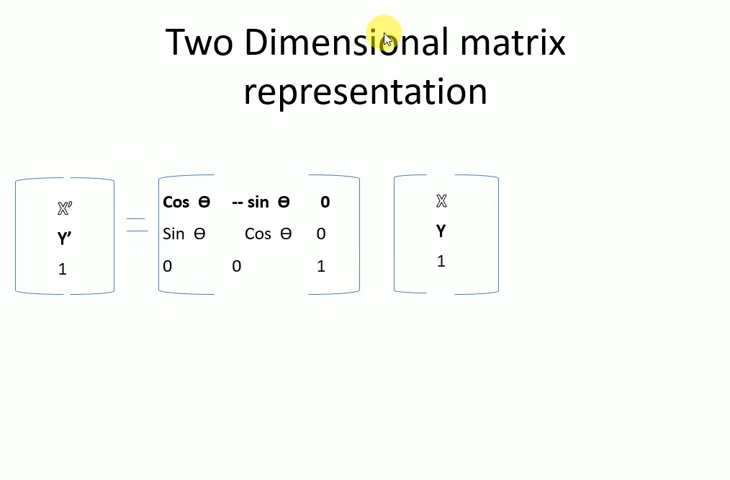 Two Dimensional matrix
representation
X' = Cos Ɵ -- sin Ɵ 0 X
Y' Sin Ɵ Cos Ɵ 0 Y
1 0 0 1 1